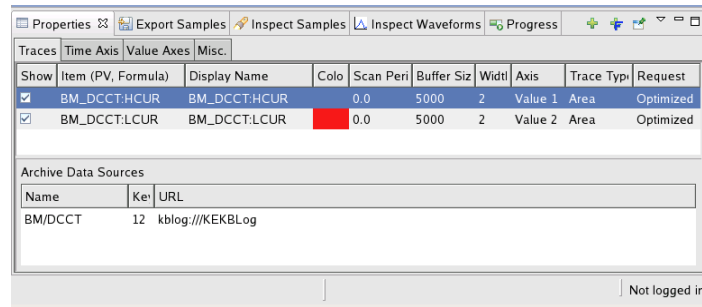 Properties Export Samples Inspect Samples Inspect Waveforms Progress
Traces Time Axis Value Axes Misc.
Show Item (PV, Formula) Display Name Colo Scan Peri Buffer Siz Widtl Axis Trace Typ Request
BM_DCCT:HCUR BM_DCCT:HCUR 0.0 5000 2 Value 1 Area Optimized
BM_DCCT:LCUR BM_DCCT:LCUR 0.0 5000 2 Value 2 Area Optimized
Archive Data Sources
Name Key URL
BM/DCCT 12 kblog:///KEKBLog
Not logged in